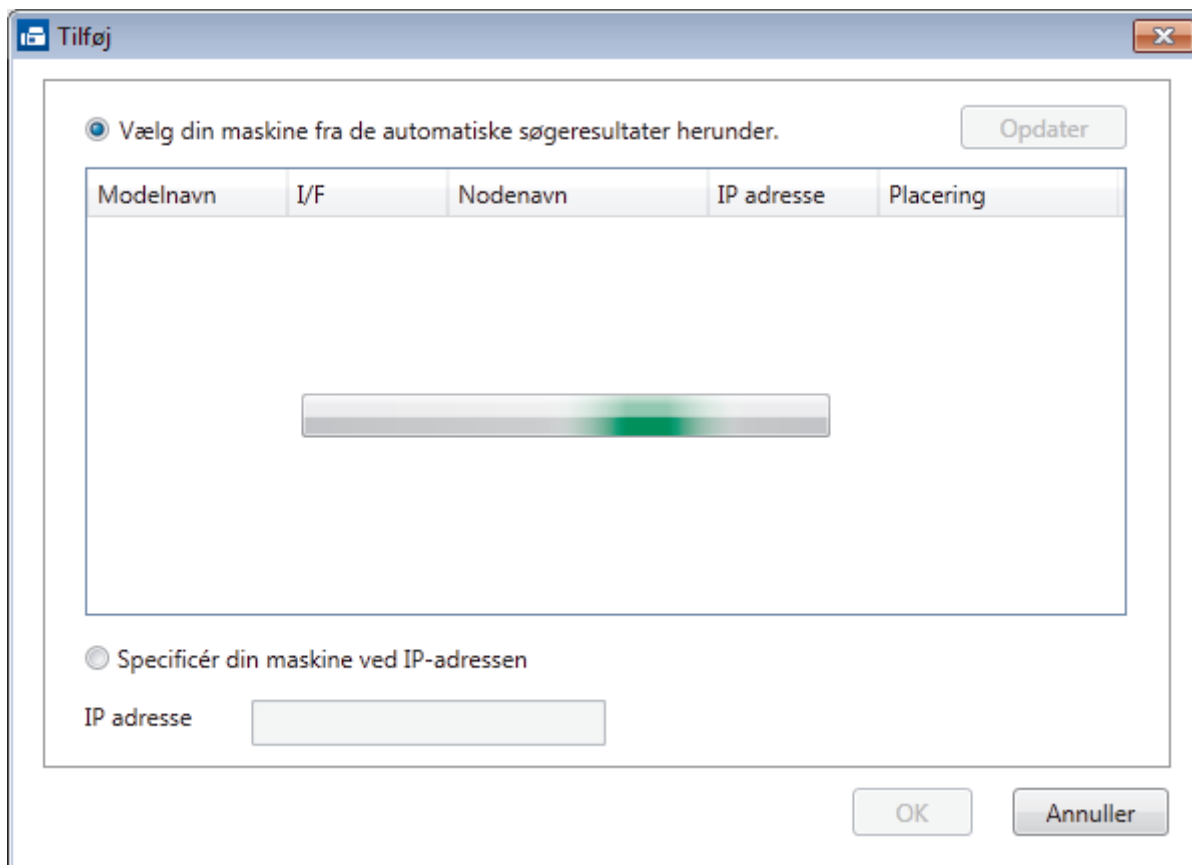 Tilføj
Vælg din maskine fra de automatiske søgeresultater herunder.
Opdater
Modelnavn I/F Nodenavn IP adresse Placering
Specificér din maskine ved IP-adressen
IP adresse
OK Annuller